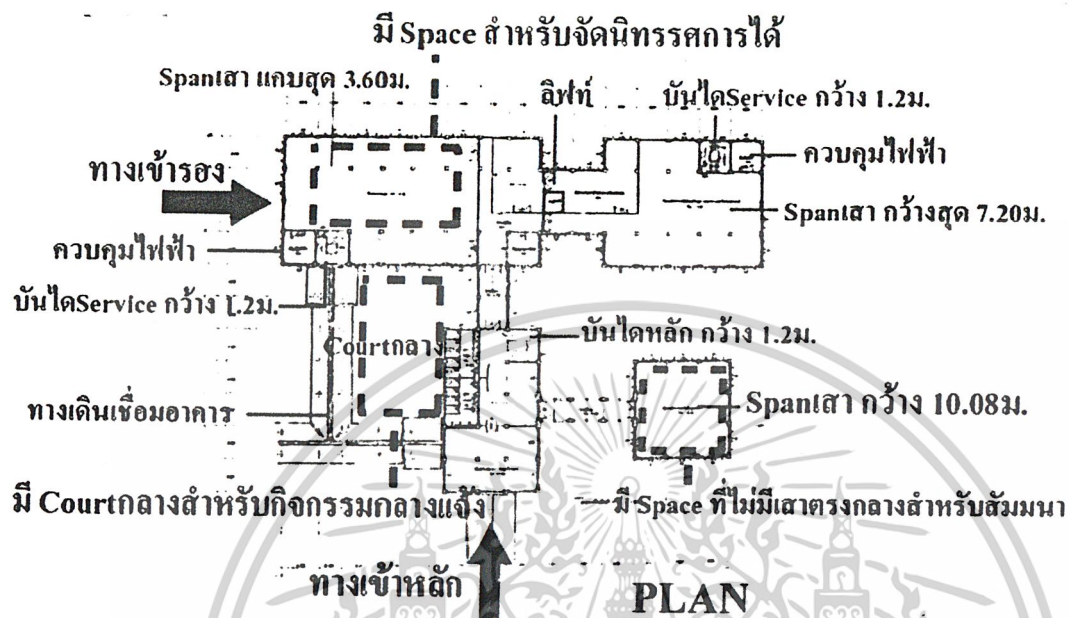 มี Space สำหรับจัดนิทรรศการได้
Spanเสา แคบสุด 3.60ม.
ลิฟท์
บันไดService กว้าง 1.2ม.
ทางเข้ารอง
ควบคุมไฟฟ้า
Spanเสา กว้างสุด 7.20ม.
ควบคุมไฟฟ้า
บันไดService กว้าง 1.2ม.
Courtกลาง
บันไดหลัก กว้าง 1.2ม.
ทางเดินเชื่อมอาคาร
Spanเสา กว้าง 10.08ม.
มี Courtกลางสำหรับกิจกรรมกลางแจ้ง
มี Space ที่ไม่มีเสาตรงกลางสำหรับสัมมนา
ทางเข้าหลัก
PLAN